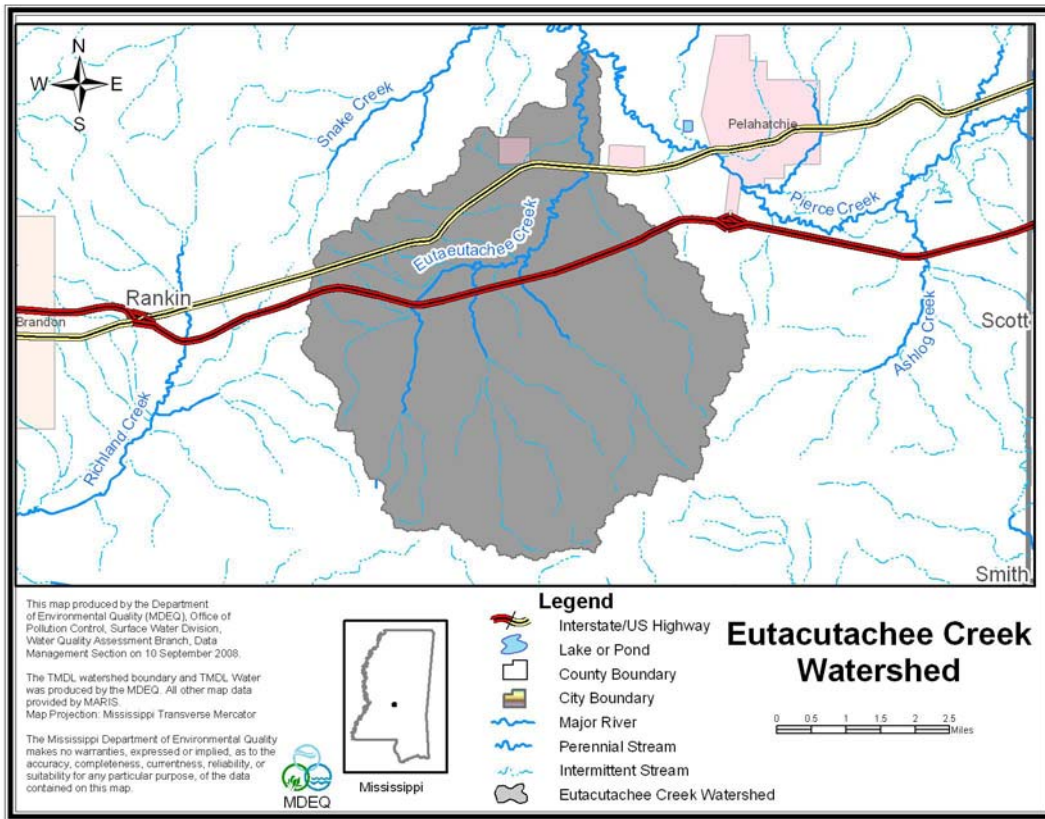 N
W E
S
Snake Creek
Pelahatchie
Pierce Creek
Eutaeutachee Creek
Rankin
Brandon
Scott
Ashlog Creek
Richland Creek
Smith
This map produced by the Department
of Environmental Quality (MDEQ), Office of
Pollution Control, Surface Water Division,
Water Quality Assessment Branch, Data
Management Section on 10 September 2008.
The TMDL watershed boundary and TMDL Water
was produced by the MDEQ. All other map data
provided by MARIS.
Map Projection: Mississippi Transverse Mercator
The Mississippi Department of Environmental Quality
makes no warranties, expressed or implied, as to the
accuracy, completeness, currentness, reliability, or
suitability for any particular purpose, of the data
contained on this map.
MDEQ
Mississippi
Legend
Interstate/US Highway
Lake or Pond
County Boundary
City Boundary
Major River
Perennial Stream
Intermittent Stream
Eutacutachee Creek Watershed
Eutacutachee Creek
Watershed
0 0.5 1 1.5 2 2.5
Miles